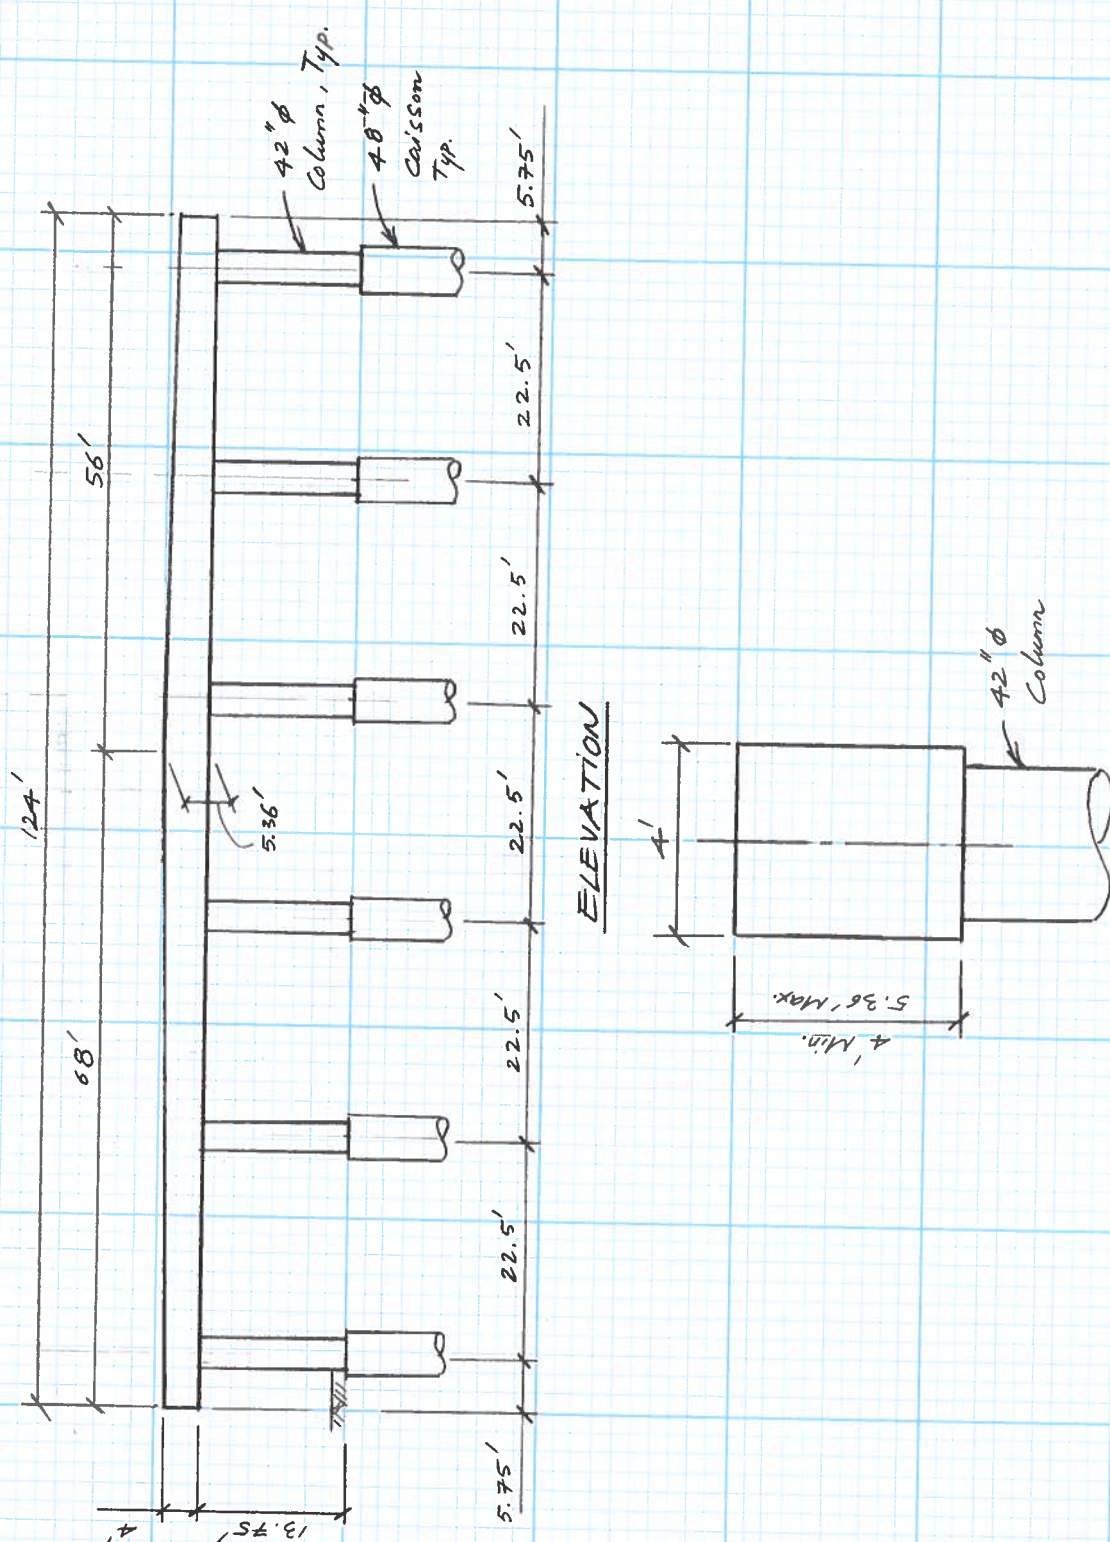 124'
68'
56'
5.36'
42"ϕ
Column, Typ.
48"ϕ
Caisson
Typ.
4'
13.75'
5.75'
22.5'
22.5'
22.5'
22.5'
22.5'
5.75'
ELEVATION
4'
5.36' Max.
4' Min.
42"ϕ
Column